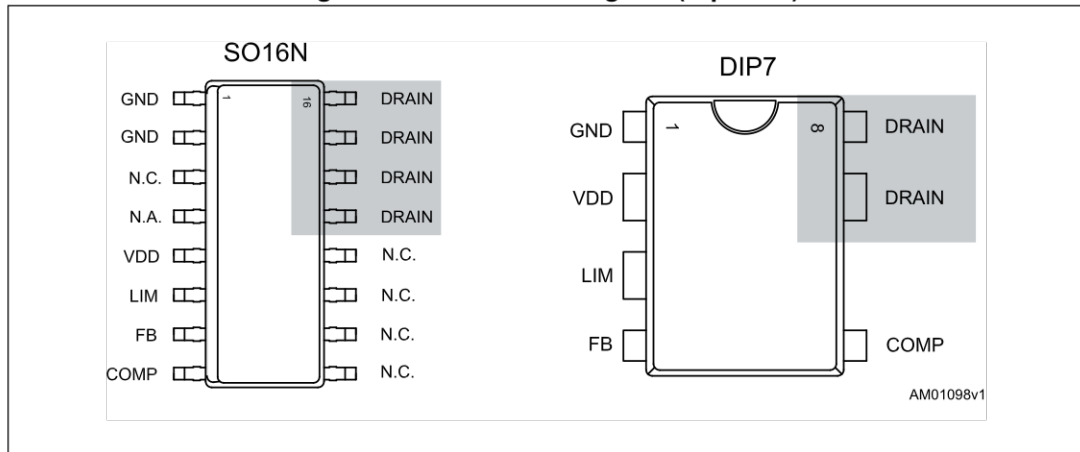 SO16N
GND 1 16 DRAIN
GND DRAIN
N.C. DRAIN
N.A. DRAIN
VDD N.C.
LIM N.C.
FB N.C.
COMP N.C.
DIP7
GND 1 8 DRAIN
VDD DRAIN
LIM
FB COMP
AM01098v1